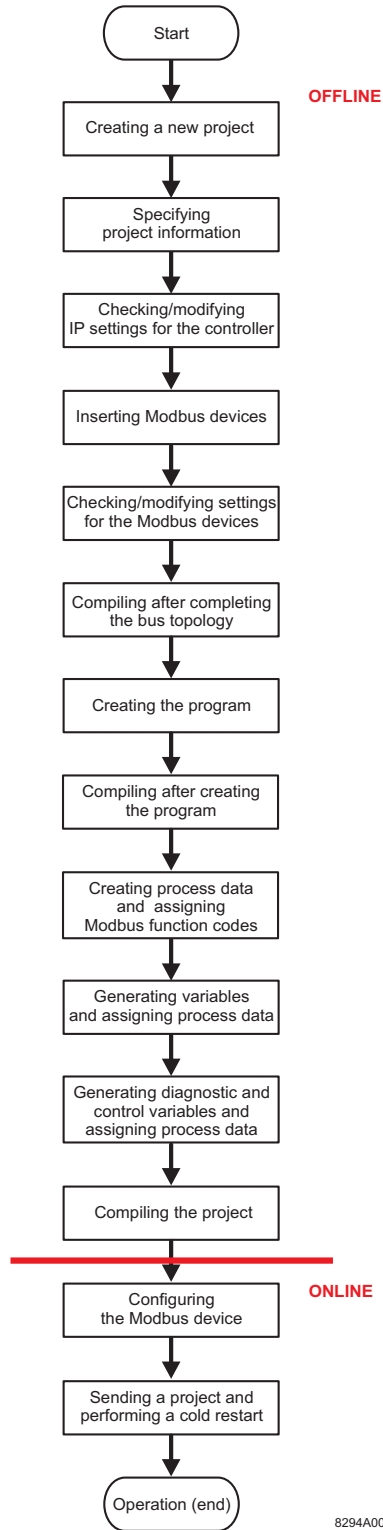 Start
OFFLINE
Creating a new project
Specifying
project information
Checking/modifying
IP settings for the controller
Inserting Modbus devices
Checking/modifying settings
for the Modbus devices
Compiling after completing
the bus topology
Creating the program
Compiling after creating
the program
Creating process data
and assigning
Modbus function codes
Generating variables
and assigning process data
Generating diagnostic and
control variables and
assigning process data
Compiling the project
ONLINE
Configuring
the Modbus device
Sending a project and
performing a cold restart
Operation (end)
8294A00